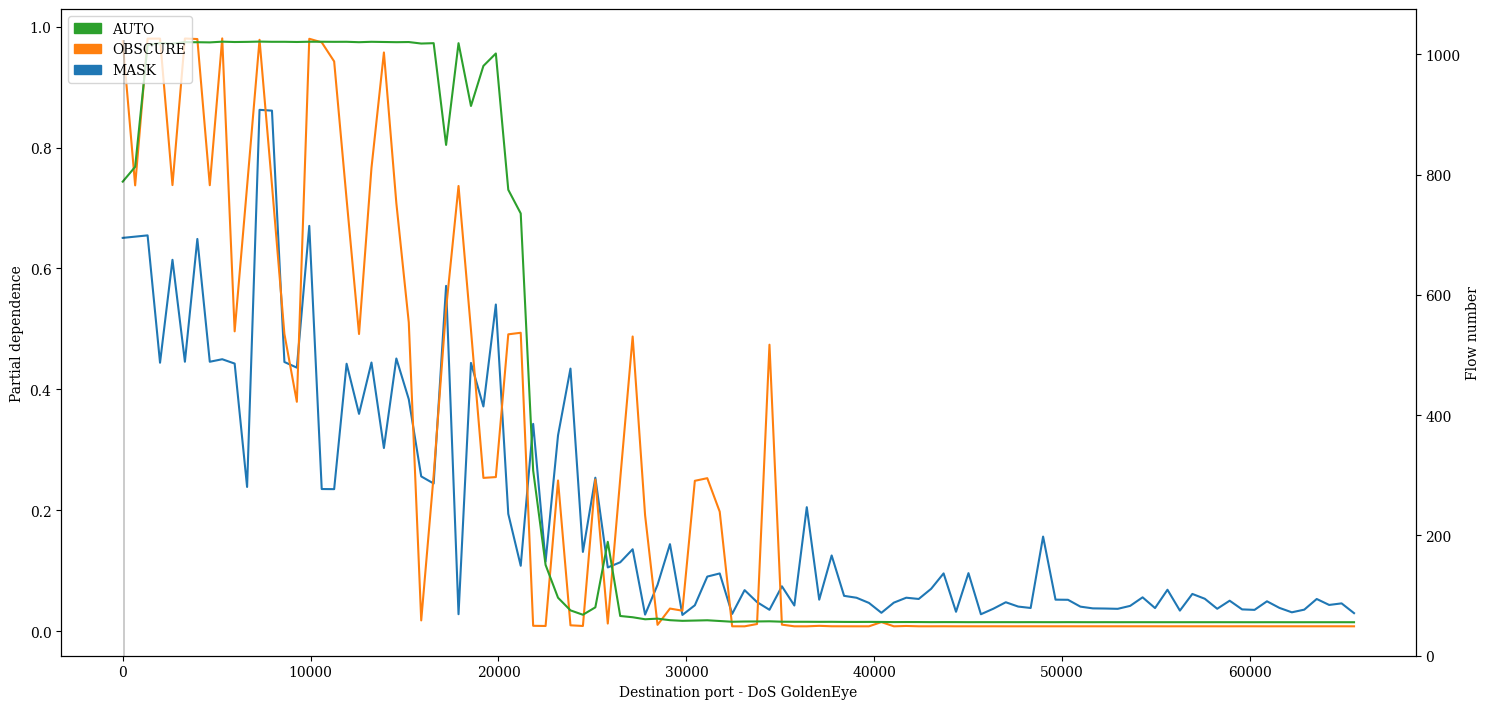 AUTO
OBSCURE
MASK
1.0
0.8
0.6
0.4
0.2
0.0
Partial dependence
1000
800
600
400
200
0
Flow number
0 10000 20000 30000 40000 50000 60000
Destination port - DoS GoldenEye